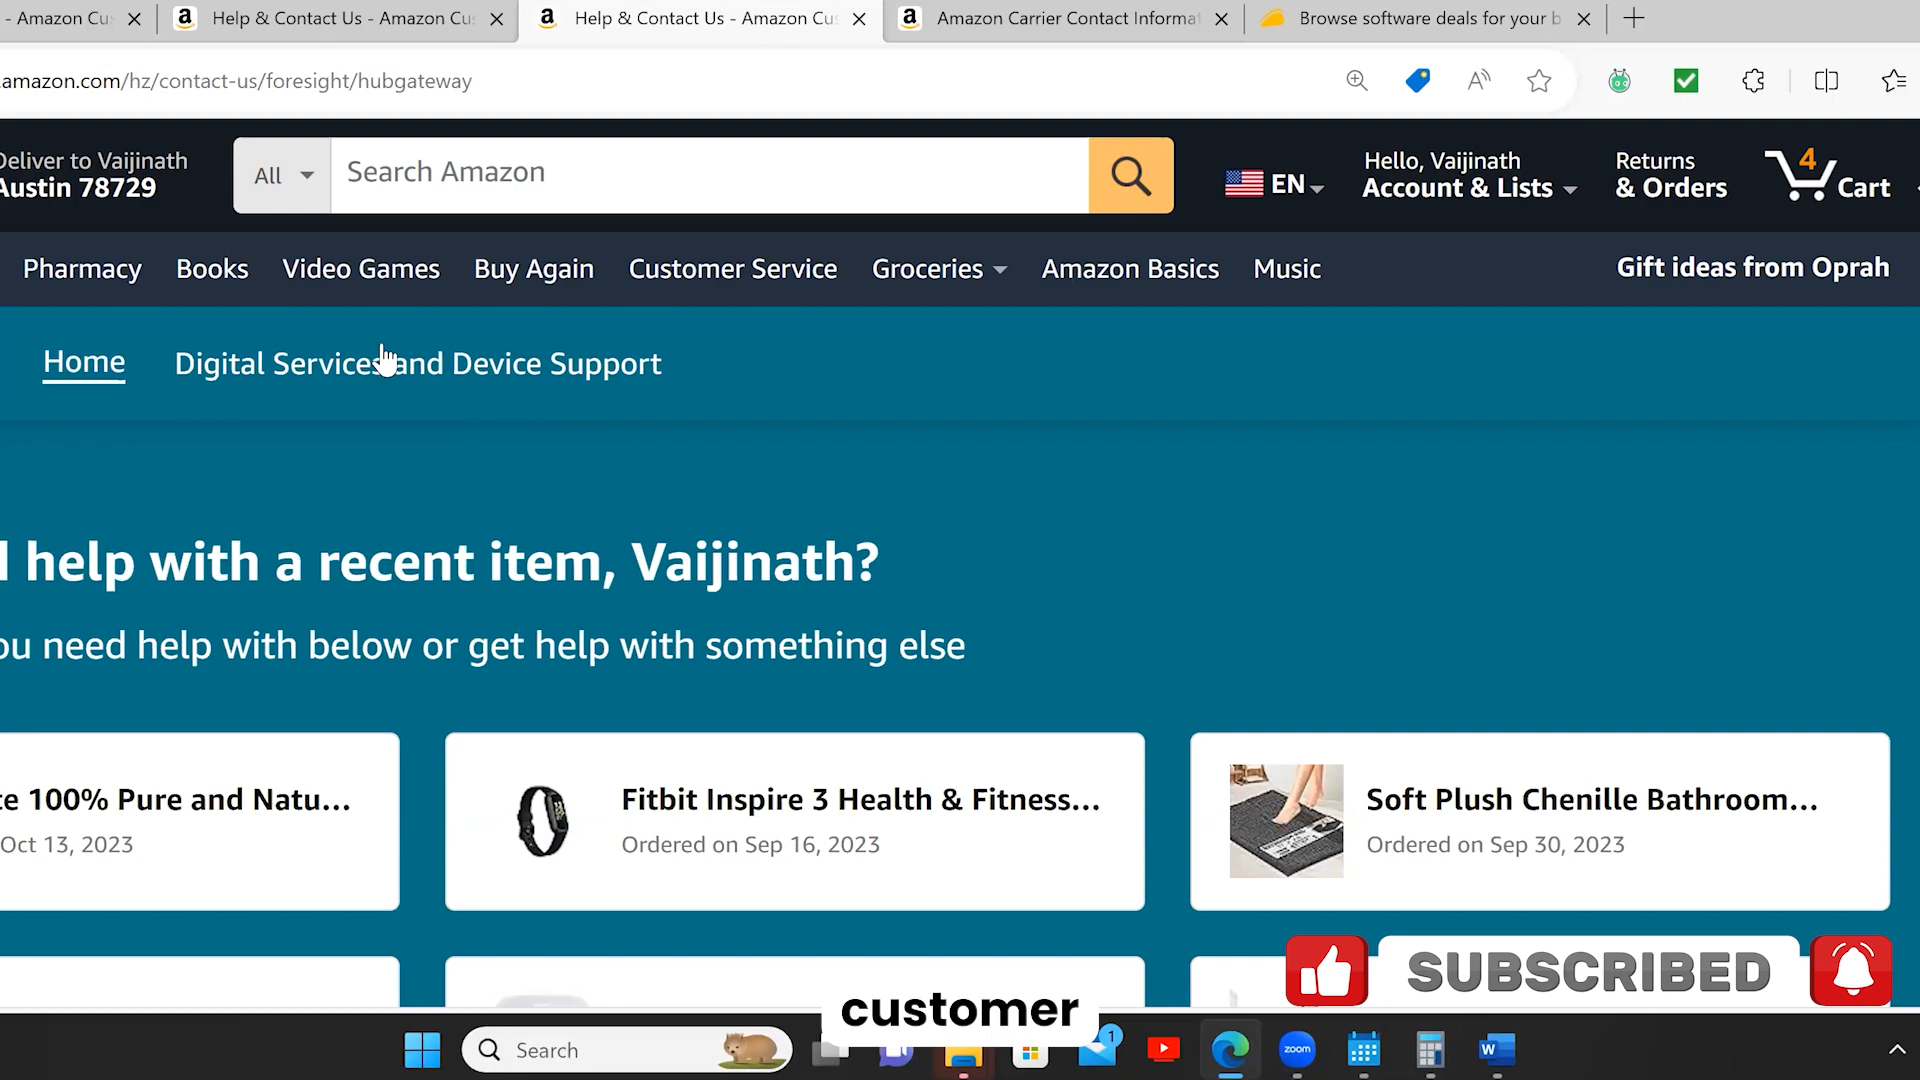 - Amazon Cu
Help & Contact Us - Amazon Cu
Help & Contact Us - Amazon Cu
Amazon Carrier Contact Informa
Browse software deals for your b
amazon.com/hz/contact-us/foresight/hubgateway
Deliver to Vaijinath
Austin 78729
All
Search Amazon
EN
Hello, Vaijinath
Account & Lists
Returns
& Orders
4
Cart
Pharmacy
Books
Video Games
Buy Again
Customer Service
Groceries
Amazon Basics
Music
Gift ideas from Oprah
Home
Digital Services and Device Support
help with a recent item, Vaijinath?
ou need help with below or get help with something else
te 100% Pure and Natu...
Oct 13, 2023
Fitbit Inspire 3 Health & Fitness...
Ordered on Sep 16, 2023
Soft Plush Chenille Bathroom...
Ordered on Sep 30, 2023
SUBSCRIBED
customer
Search
1
zoom
W